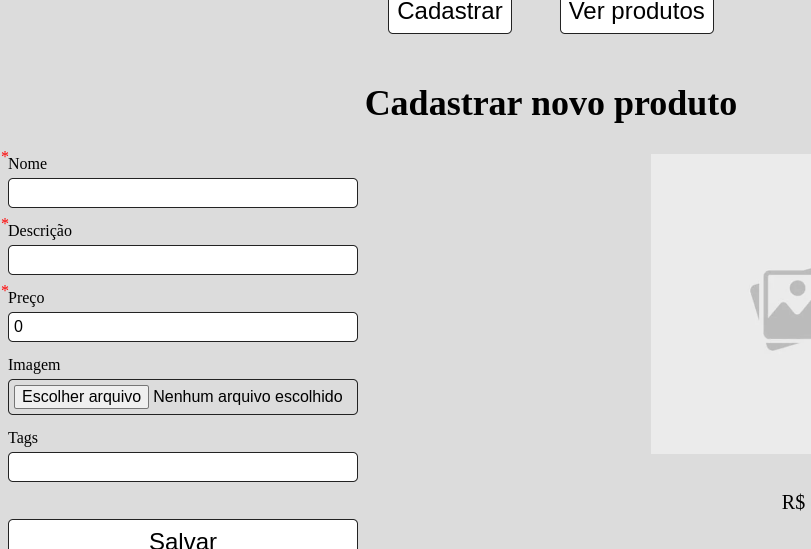 Cadastrar Ver produtos
Cadastrar novo produto
*Nome
*Descrição
*Preço
0
Imagem
Escolher arquivo Nenhum arquivo escolhido
Tags
R$
Salvar